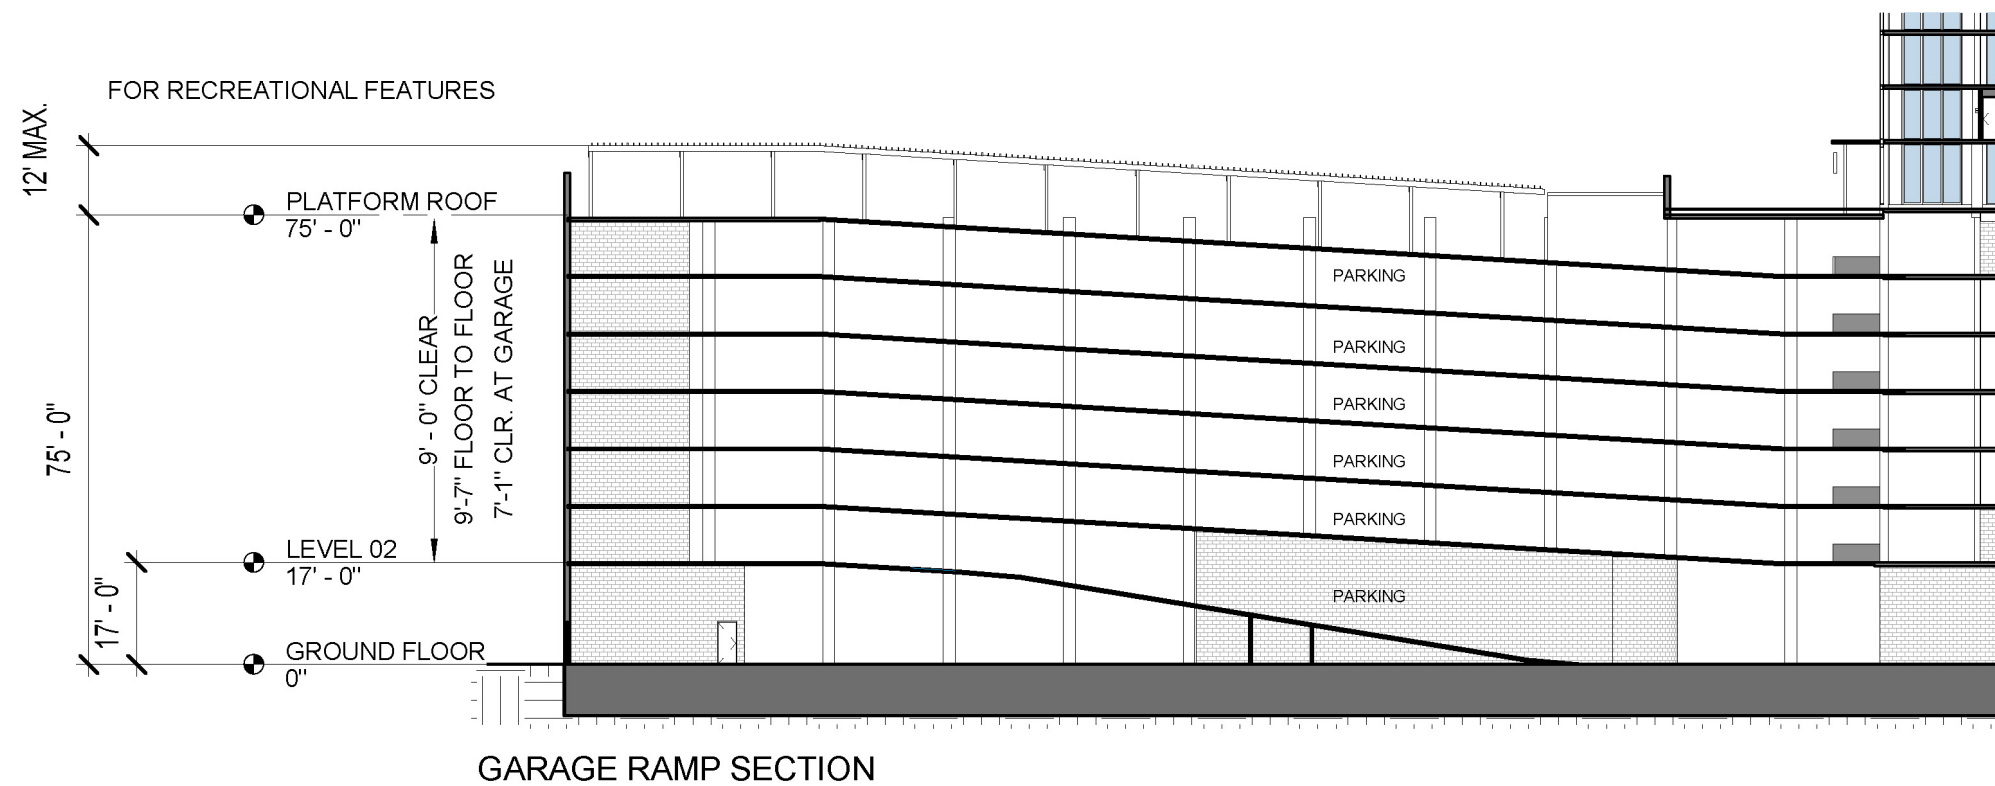 FOR RECREATIONAL FEATURES
12' MAX.
PLATFORM ROOF
75' - 0"
75' - 0"
9' - 0" CLEAR
9'-7" FLOOR TO FLOOR
7'-1" CLR. AT GARAGE
PARKING
PARKING
PARKING
PARKING
PARKING
PARKING
LEVEL 02
17' - 0"
17' - 0"
GROUND FLOOR
0"
GARAGE RAMP SECTION